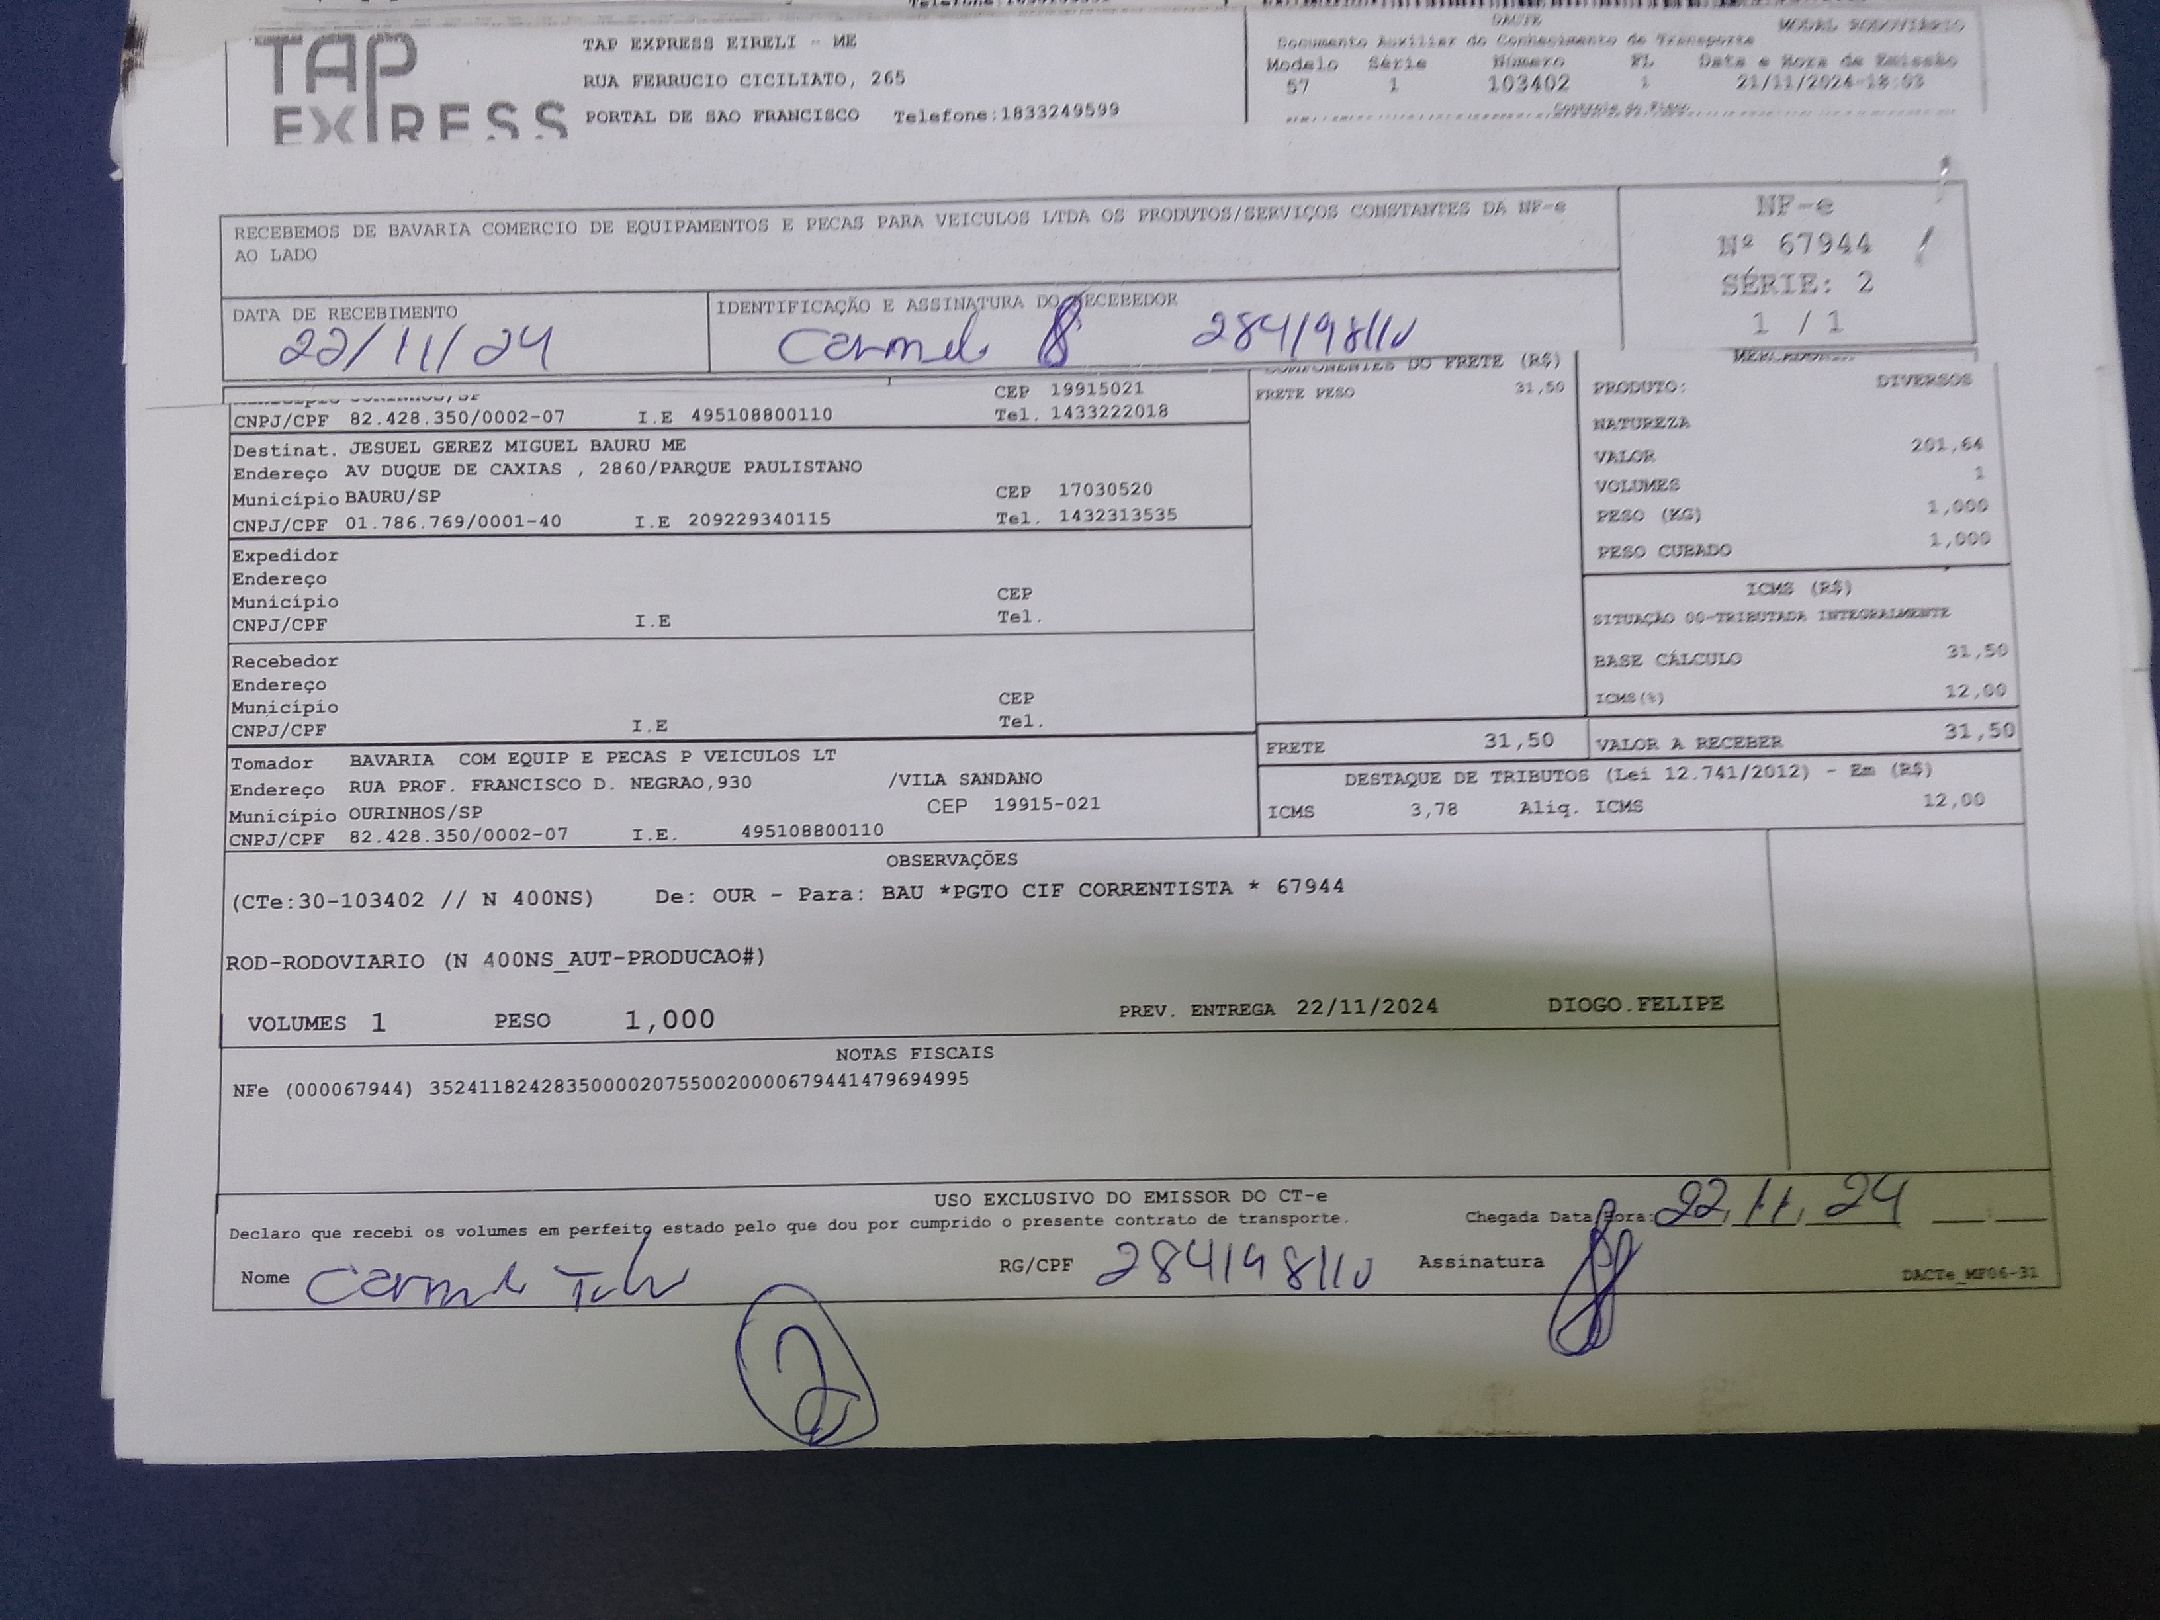 TAP EXPRESS
TAP EXPRESS EIRELI - ME
RUA FERRUCIO CICILIATO, 265
PORTAL DE SAO FRANCISCO Telefone:1833249599
DACTE MODAL RODOVIÁRIO
Documento Auxiliar do Conhecimento de Transporte
Modelo Série Número FL Data e Hora de Emissão
57 1 103402 1 21/11/2024-18:03
Controle do Fisco
RECEBEMOS DE BAVARIA COMERCIO DE EQUIPAMENTOS E PECAS PARA VEICULOS LTDA OS PRODUTOS/SERVIÇOS CONSTANTES DA NF-e
AO LADO
NF-e
Nº 67944
SÉRIE: 2
1 / 1
DATA DE RECEBIMENTO
22/11/24
IDENTIFICAÇÃO E ASSINATURA DO RECEBEDOR
284198110
CEP 19915021
CNPJ/CPF 82.428.350/0002-07 I.E 495108800110 Tel. 1433222018
Destinat. JESUEL GEREZ MIGUEL BAURU ME
Endereço AV DUQUE DE CAXIAS , 2860/PARQUE PAULISTANO
Município BAURU/SP CEP 17030520
CNPJ/CPF 01.786.769/0001-40 I.E 209229340115 Tel. 1432313535
Expedidor
Endereço
Município CEP
CNPJ/CPF I.E Tel.
Recebedor
Endereço
Município CEP
CNPJ/CPF I.E Tel.
Tomador BAVARIA COM EQUIP E PECAS P VEICULOS LT
Endereço RUA PROF. FRANCISCO D. NEGRAO,930 /VILA SANDANO
Município OURINHOS/SP CEP 19915-021
CNPJ/CPF 82.428.350/0002-07 I.E. 495108800110
COMPONENTES DO FRETE (R$)
FRETE PESO 31,50
PRODUTO: DIVERSOS
NATUREZA
VALOR 201,64
VOLUMES 1
PESO (KG) 1,000
PESO CUBADO 1,000
ICMS (R$)
SITUAÇÃO 00-TRIBUTADA INTEGRALMENTE
BASE CÁLCULO 31,50
ICMS(%) 12,00
FRETE 31,50 VALOR A RECEBER 31,50
DESTAQUE DE TRIBUTOS (Lei 12.741/2012) - Em (R$)
ICMS 3,78 Aliq. ICMS 12,00
OBSERVAÇÕES
(CTe:30-103402 // N 400NS) De: OUR - Para: BAU *PGTO CIF CORRENTISTA * 67944
ROD-RODOVIARIO (N 400NS_AUT-PRODUCAO#)
VOLUMES 1 PESO 1,000 PREV. ENTREGA 22/11/2024 DIOGO.FELIPE
NOTAS FISCAIS
NFe (000067944) 35241182428350000207550020000679441479694995
USO EXCLUSIVO DO EMISSOR DO CT-e
Declaro que recebi os volumes em perfeito estado pelo que dou por cumprido o presente contrato de transporte. Chegada Data/Hora: 22/11/24
Nome RG/CPF 284198110 Assinatura
DACTe_MF06-31
2